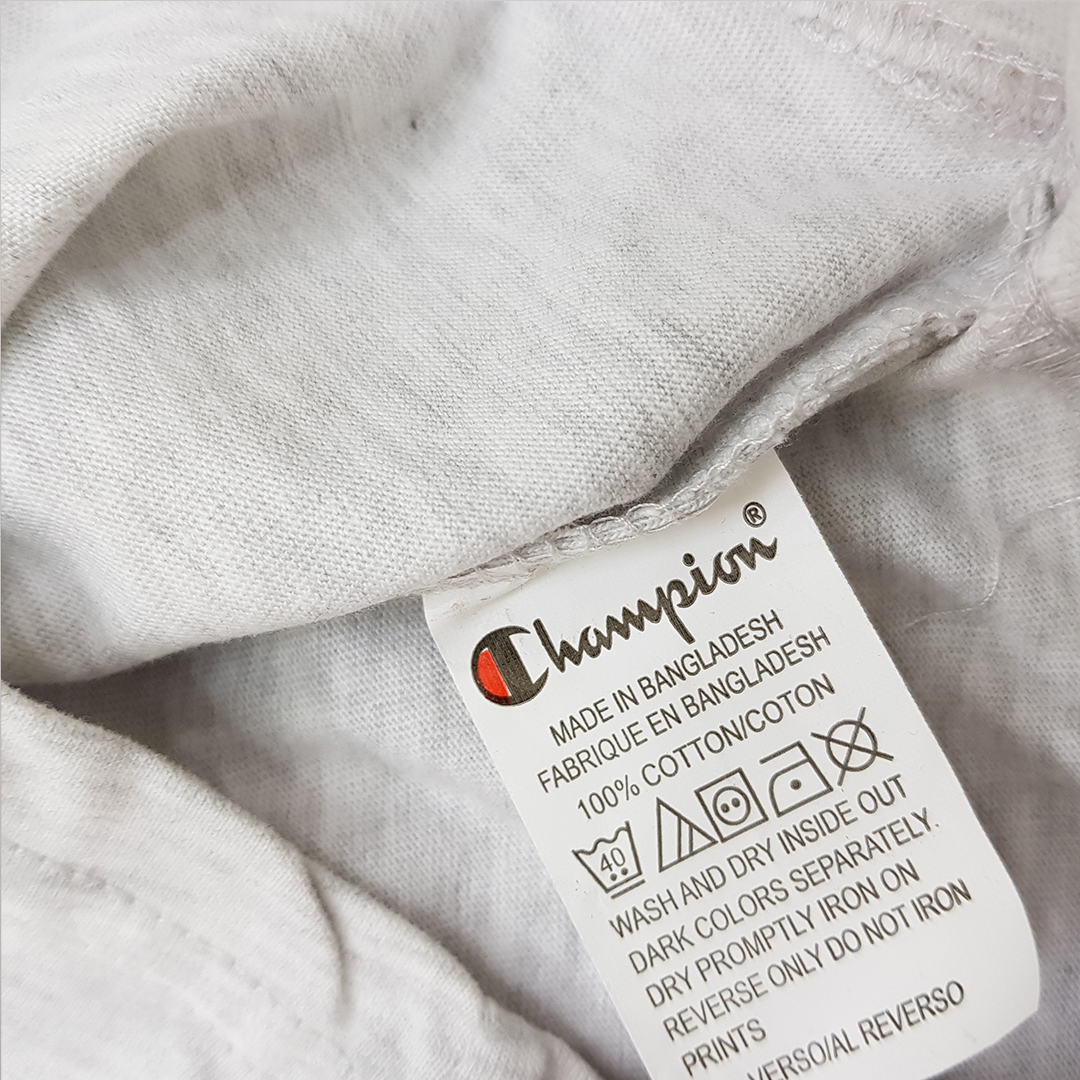 Champion®
MADE IN BANGLADESH
FABRIQUE EN BANGLADESH
100% COTTON/COTON
40
WASH AND DRY INSIDE OUT
DARK COLORS SEPARATELY.
DRY PROMPTLY IRON ON
REVERSE ONLY DO NOT IRON
PRINTS
VERSO/AL REVERSO